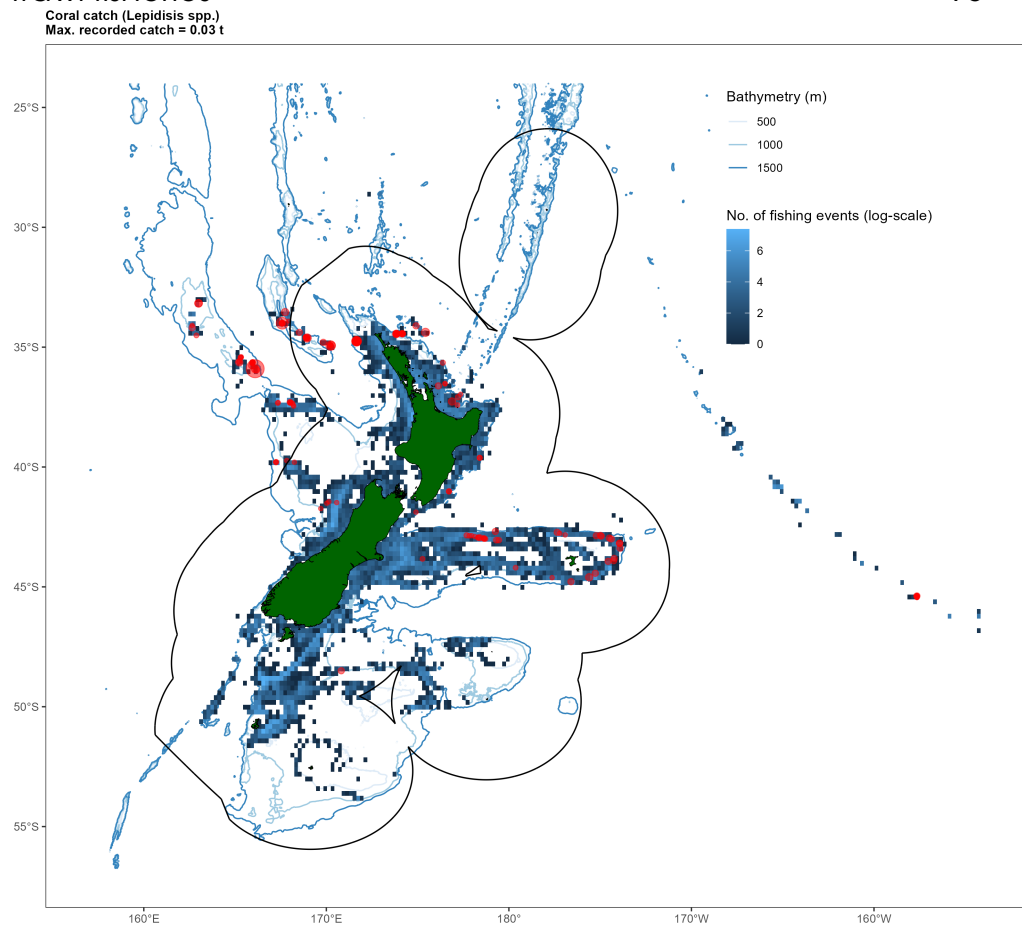 Coral catch (Lepidisis spp.)
Max. recorded catch = 0.03 t
25°S
30°S
35°S
40°S
45°S
50°S
55°S
160°E
170°E
180°
170°W
160°W
Bathymetry (m)
500
1000
1500
No. of fishing events (log-scale)
6
4
2
0